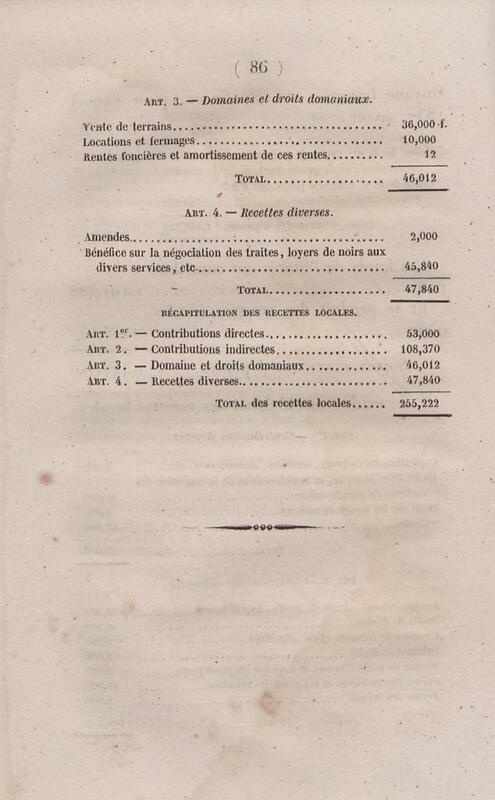 ( 86 )
ART. 3. — Domaines et droits domaniaux.
Vente de terrains........................................ 36,000 f.
Locations et fermages.................................... 10,000
Rentes foncières et amortissement de ces rentes.......... 12
TOTAL.................... 46,012
ART. 4. — Recettes diverses.
Amendes.................................................. 2,000
Bénéfice sur la négociation des traites, loyers de noirs aux
divers services, etc..................................... 45,840
TOTAL.................... 47,840
RÉCAPITULATION DES RECETTES LOCALES.
ART. 1er. — Contributions directes.................... 53,000
ART. 2. — Contributions indirectes.................... 108,370
ART. 3. — Domaine et droits domaniaux.............. 46,012
ART. 4. — Recettes diverses......................... 47,840
TOTAL des recettes locales...... 255,222